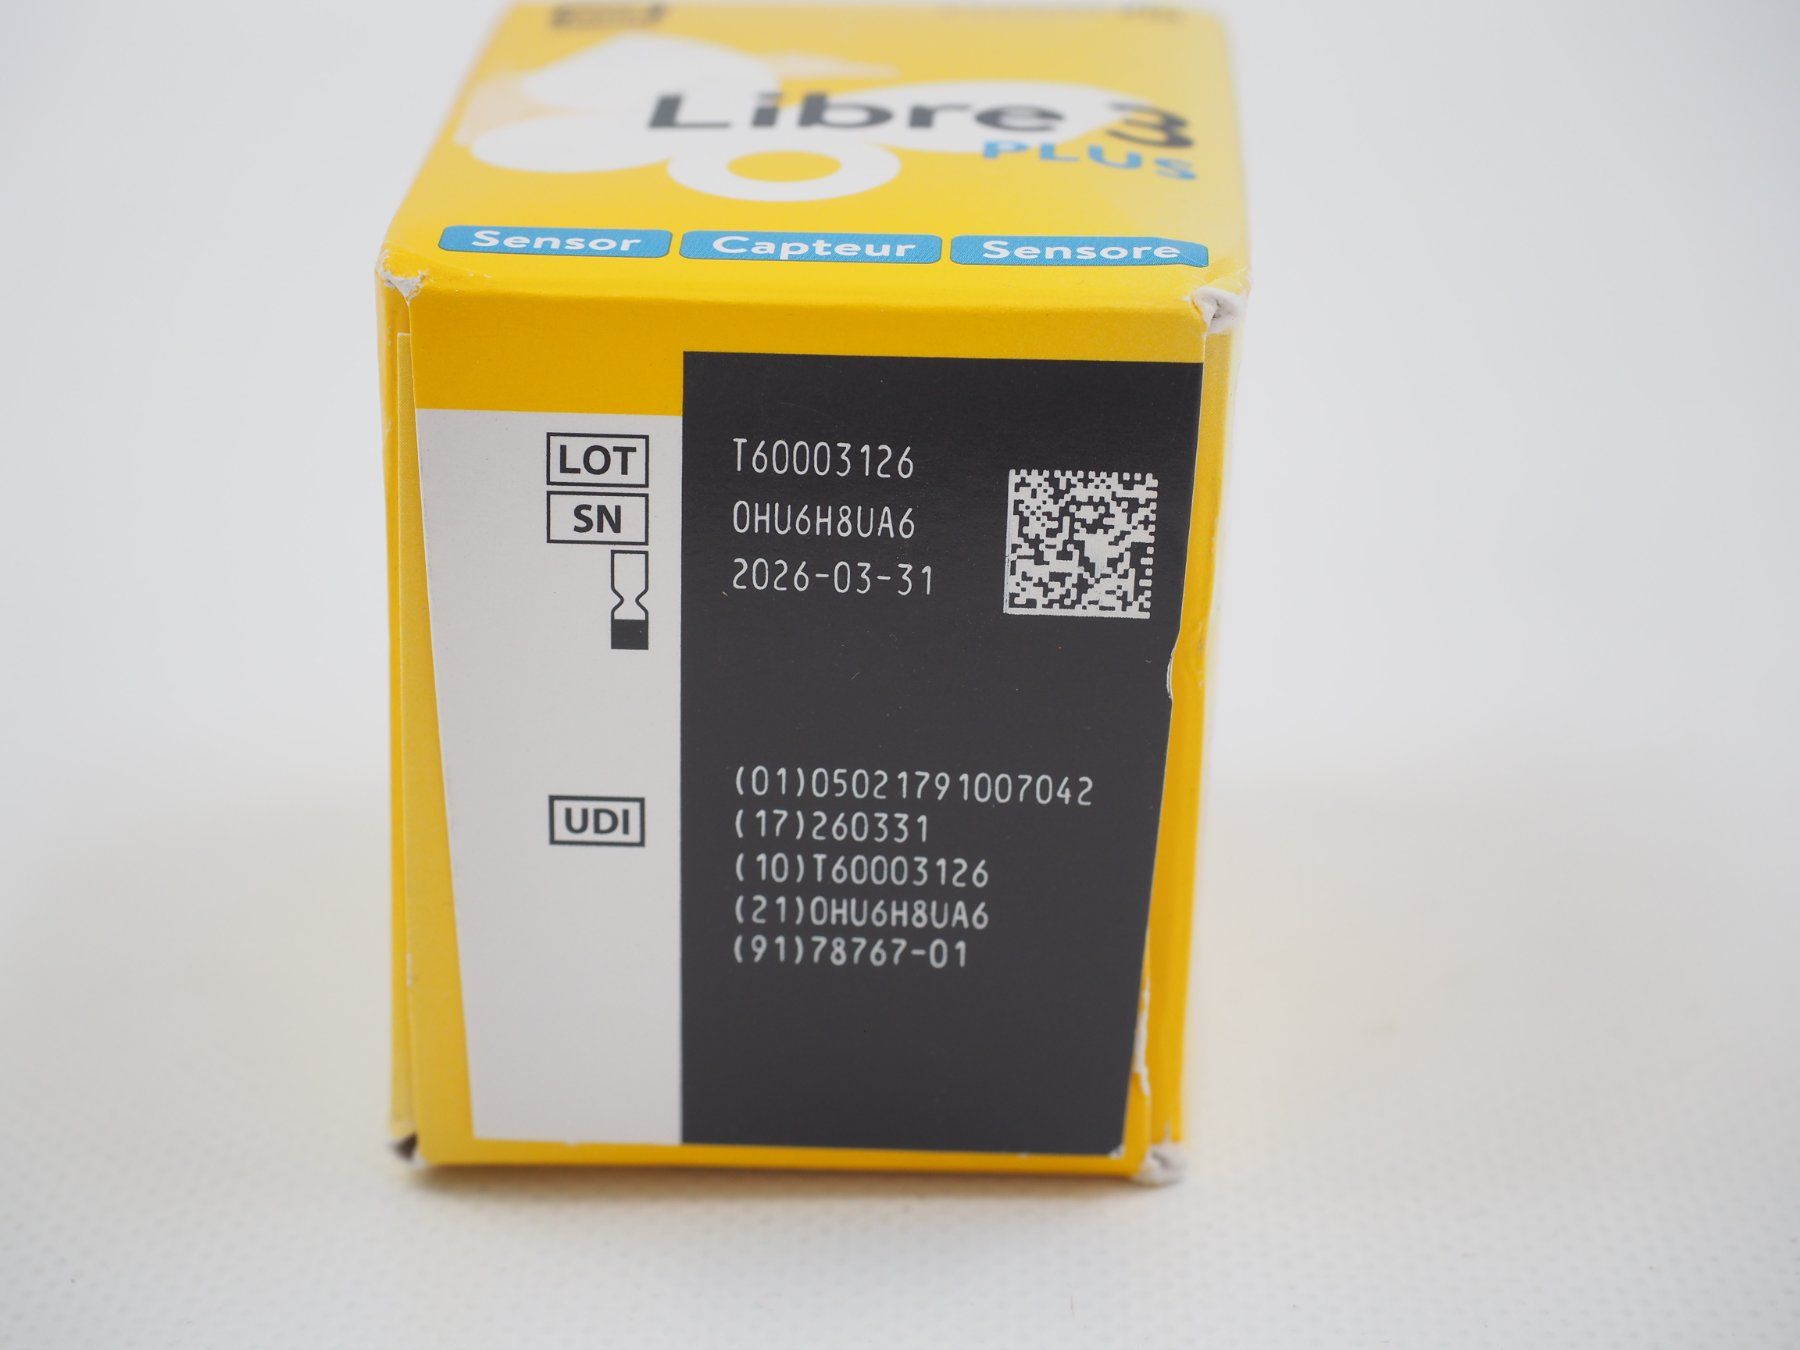 Libre 3
PLUS
Sensor Capteur Sensore
LOT T60003126
SN 0HU6H8UA6
2026-03-31
UDI
(01)05021791007042
(17)260331
(10)T60003126
(21)0HU6H8UA6
(91)78767-01